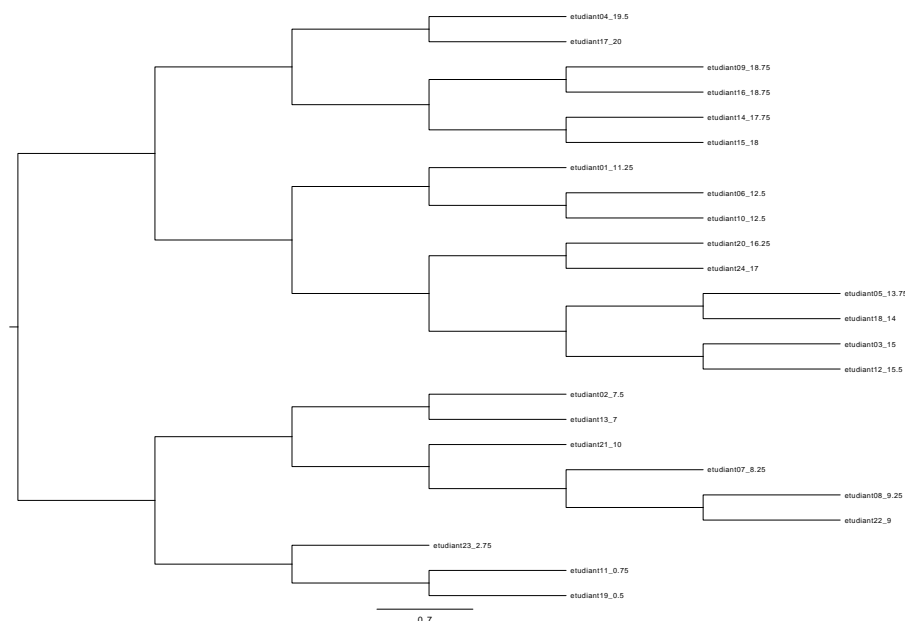 etudiant04_19.5
etudiant17_20
etudiant09_18.75
etudiant16_18.75
etudiant14_17.75
etudiant15_18
etudiant01_11.25
etudiant06_12.5
etudiant10_12.5
etudiant20_16.25
etudiant24_17
etudiant05_13.75
etudiant18_14
etudiant03_15
etudiant12_15.5
etudiant02_7.5
etudiant13_7
etudiant21_10
etudiant07_8.25
etudiant08_9.25
etudiant22_9
etudiant23_2.75
etudiant11_0.75
etudiant19_0.5
0.7